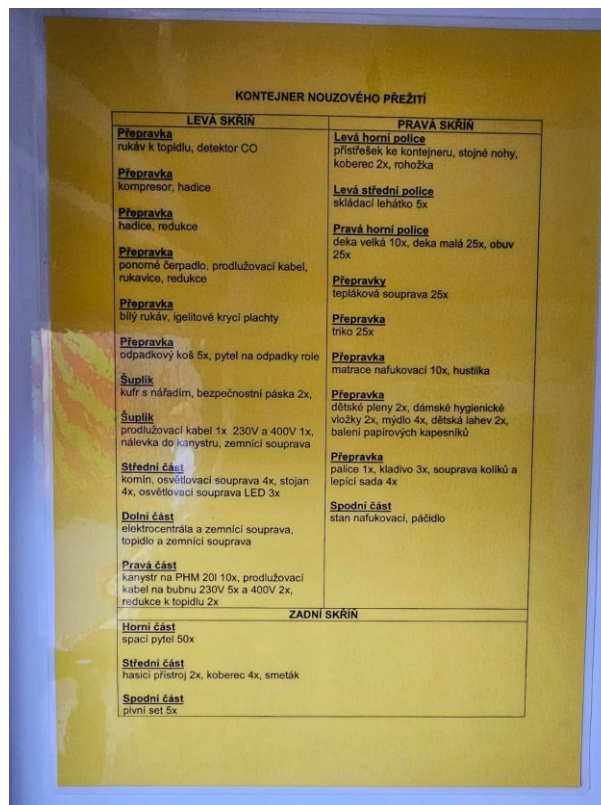 KONTEJNER NOUZOVÉHO PŘEŽITÍ
LEVÁ SKŘÍŇ
Přepravka
rukáv k topidlu, detektor CO
Přepravka
kompresor, hadice
Přepravka
hadice, redukce
Přepravka
ponorné čerpadlo, prodlužovací kabel,
rukavice, redukce
Přepravka
bílý rukáv, igelitové krycí plachty
Přepravka
odpadkový koš 5x, pytel na odpadky role
Šuplík
kufr s nářadím, bezpečnostní páska 2x,
Šuplík
prodlužovací kabel 1x 230V a 400V 1x,
nálevka do kanystru, zemnící souprava
Střední část
komín, osvětlovací souprava 4x, stojan
4x, osvětlovací souprava LED 3x
Dolní část
elektrocentrála a zemnící souprava,
topidlo a zemnící souprava
Pravá část
kanystr na PHM 20l 10x, prodlužovací
kabel na bubnu 230V 5x a 400V 2x,
redukce k topidlu 2x
PRAVÁ SKŘÍŇ
Levá horní police
přístřešek ke kontejneru, stojné nohy,
koberec 2x, rohožka
Levá střední police
skládací lehátko 5x
Pravá horní police
deka velká 10x, deka malá 25x, obuv
25x
Přepravky
tepláková souprava 25x
Přepravka
triko 25x
Přepravka
matrace nafukovací 10x, hustilka
Přepravka
dětské pleny 2x, dámské hygienické
vložky 2x, mýdlo 4x, dětská lahev 2x,
balení papírových kapesníků
Přepravka
palice 1x, kladivo 3x, souprava kolíků a
lepící sada 4x
Spodní část
stan nafukovací, páčidlo
ZADNÍ SKŘÍŇ
Horní část
spací pytel 50x
Střední část
hasicí přístroj 2x, koberec 4x, smeták
Spodní část
pivní set 5x